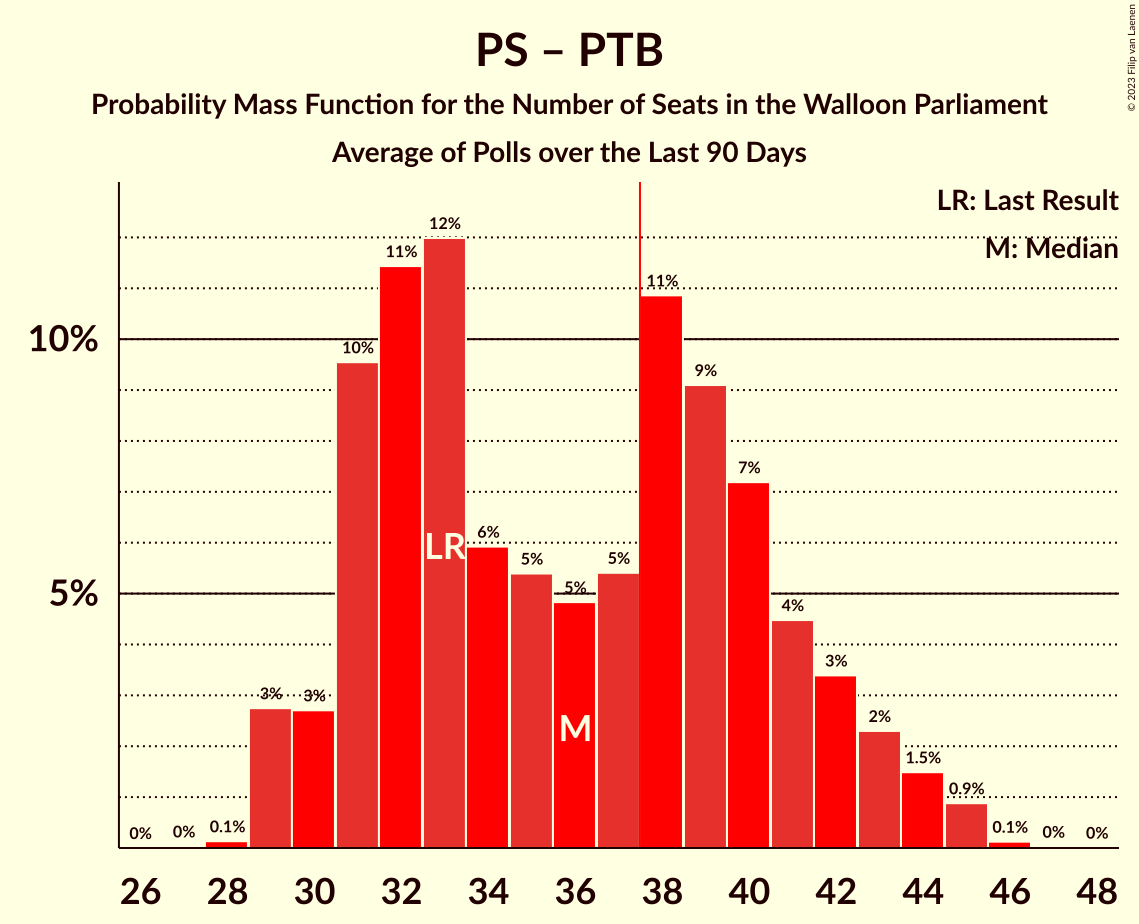 PS – PTB
Probability Mass Function for the Number of Seats in the Walloon Parliament
Average of Polls over the Last 90 Days
© 2023 Filip van Laenen
LR: Last Result
M: Median
10%
5%
0% 0% 0.1% 3% 3% 10% 11% 12% 6% 5% 5% 5% 11% 9% 7% 4% 3% 2% 1.5% 0.9% 0.1% 0% 0%
LR
M
26 28 30 32 34 36 38 40 42 44 46 48